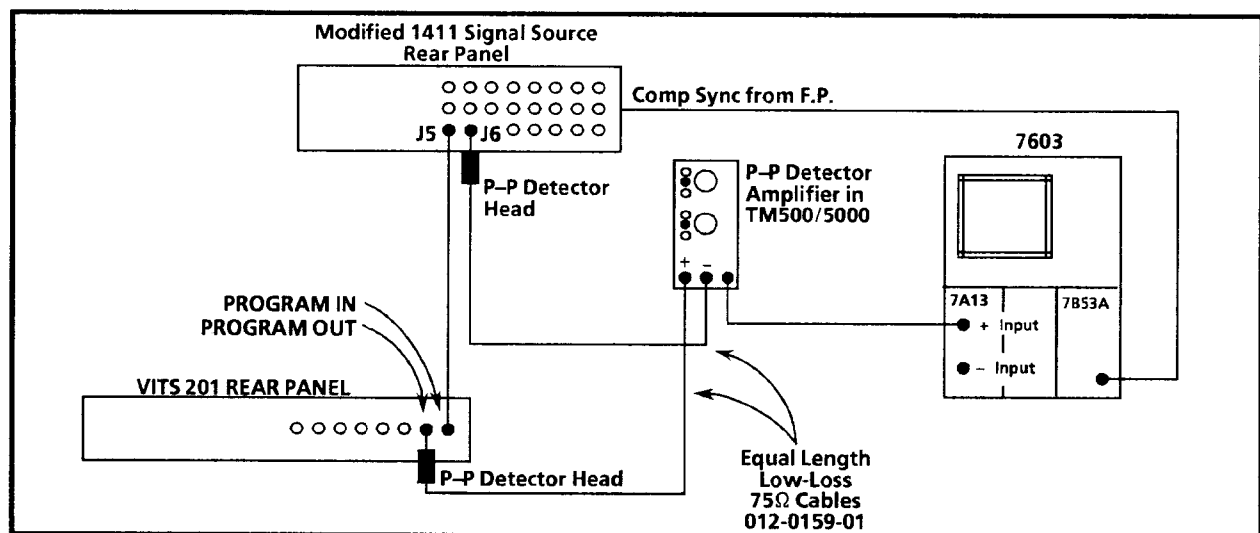 Modified 1411 Signal Source
Rear Panel
Comp Sync from F.P.
J5
J6
P–P Detector
Head
P–P Detector
Amplifier in
TM500/5000
+ –
7603
7A13
7B53A
+ Input
– Input
PROGRAM IN
PROGRAM OUT
VITS 201 REAR PANEL
P–P Detector Head
Equal Length
Low-Loss
75Ω Cables
012-0159-01